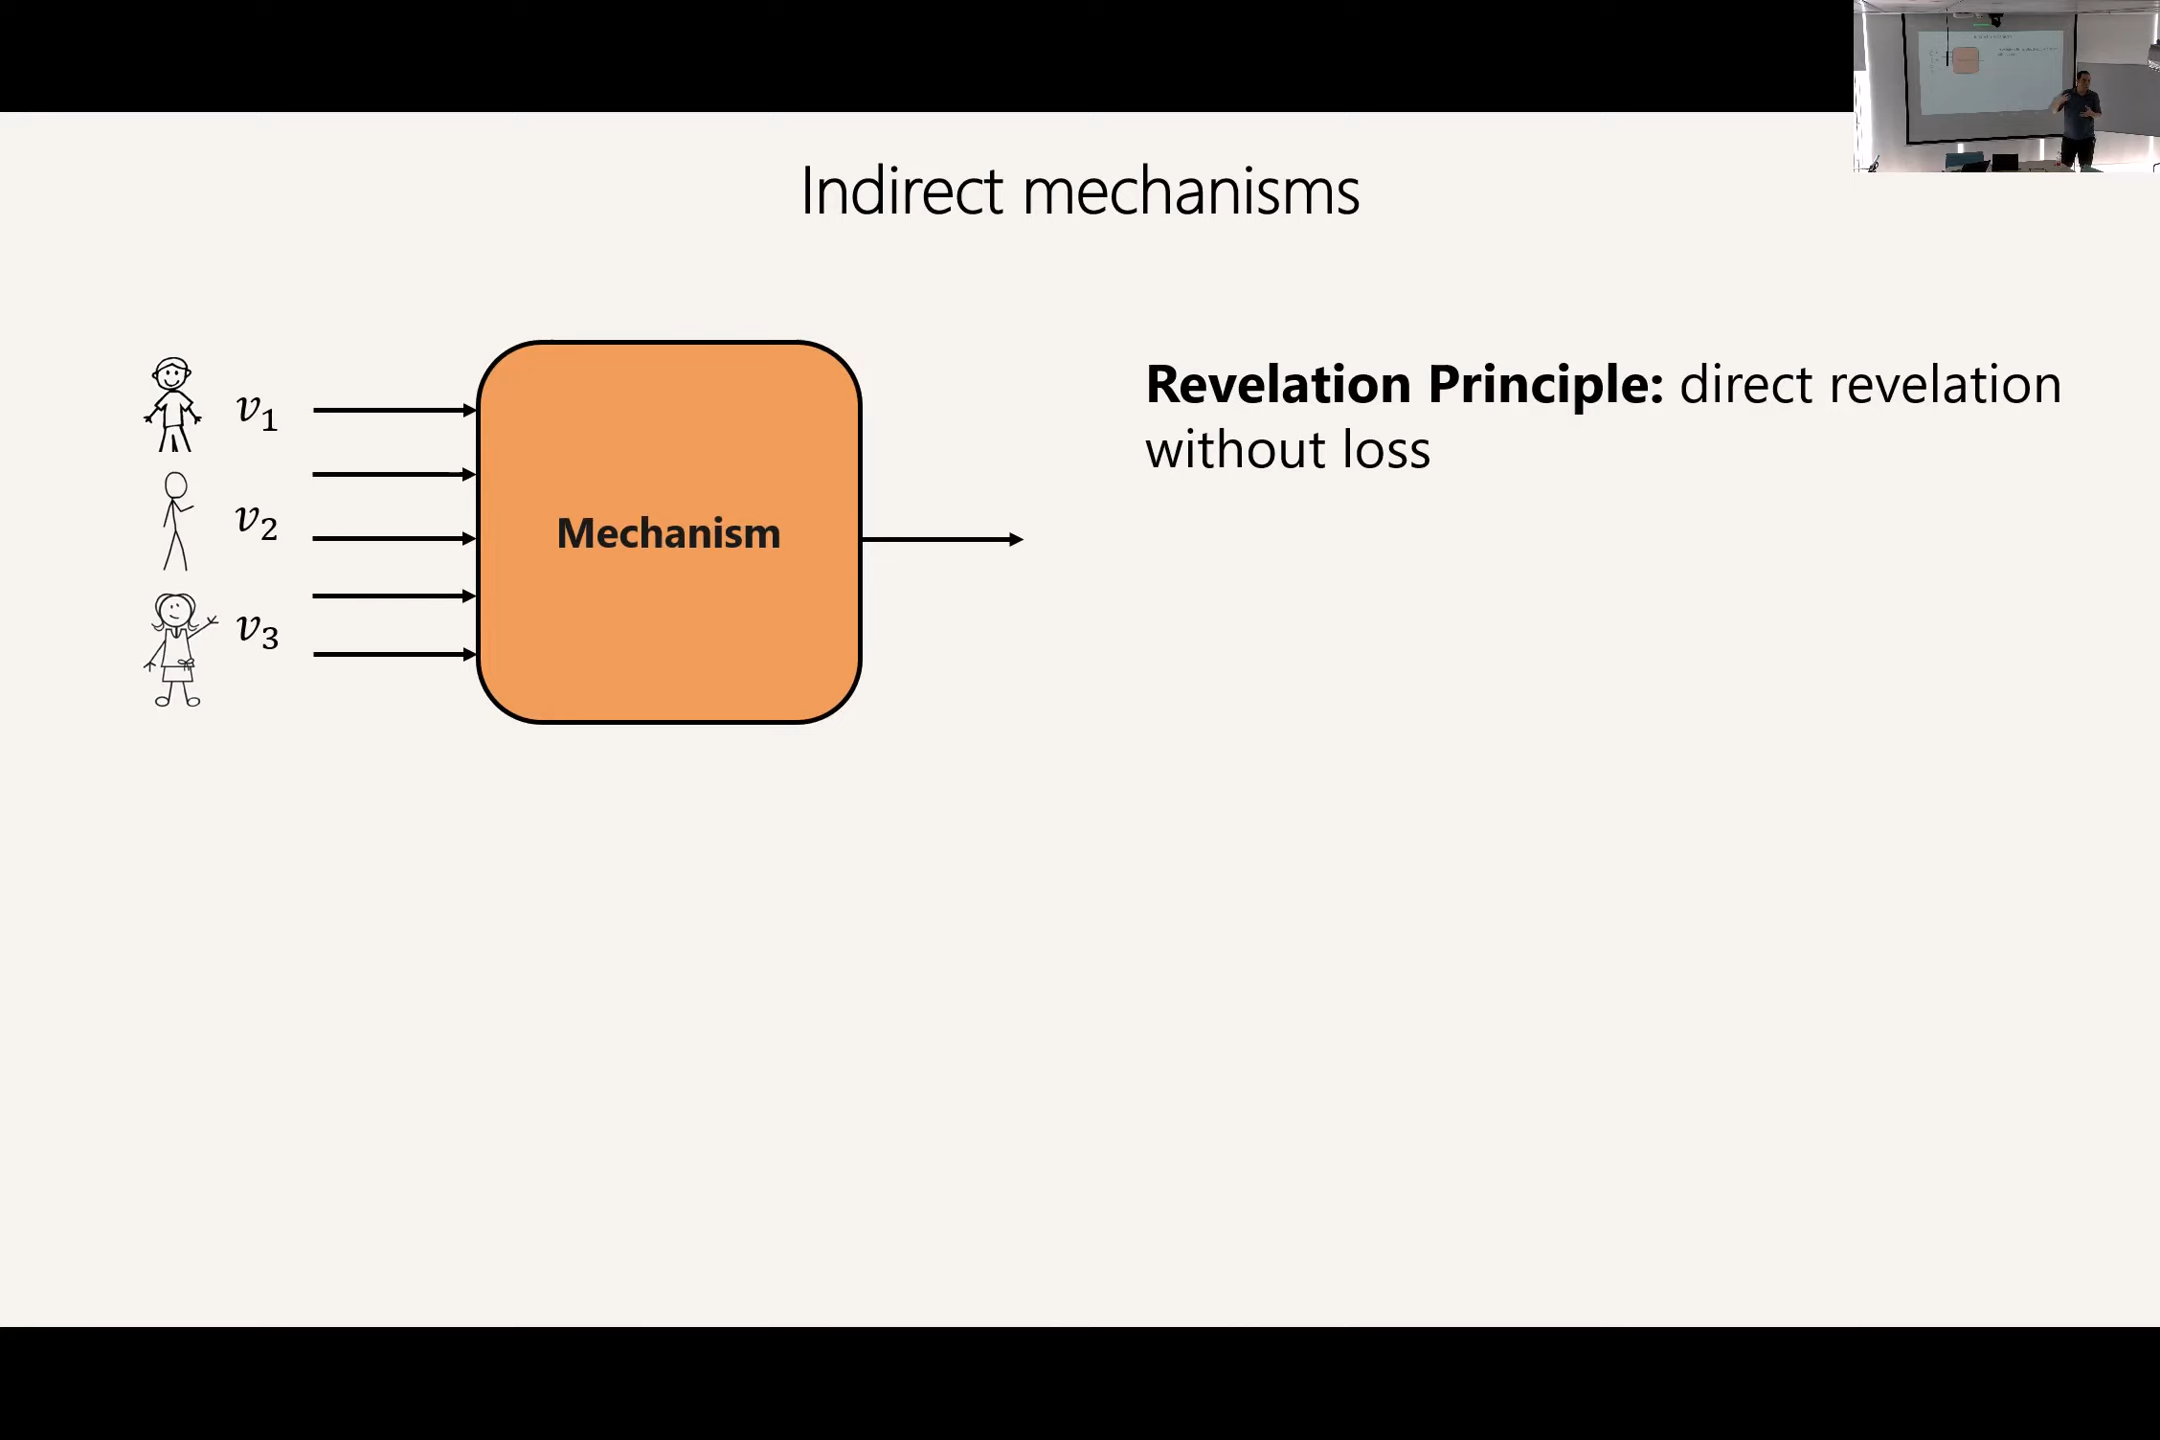 Indirect mechanisms
v₁
v₂
v₃
Mechanism
Revelation Principle: direct revelation
without loss